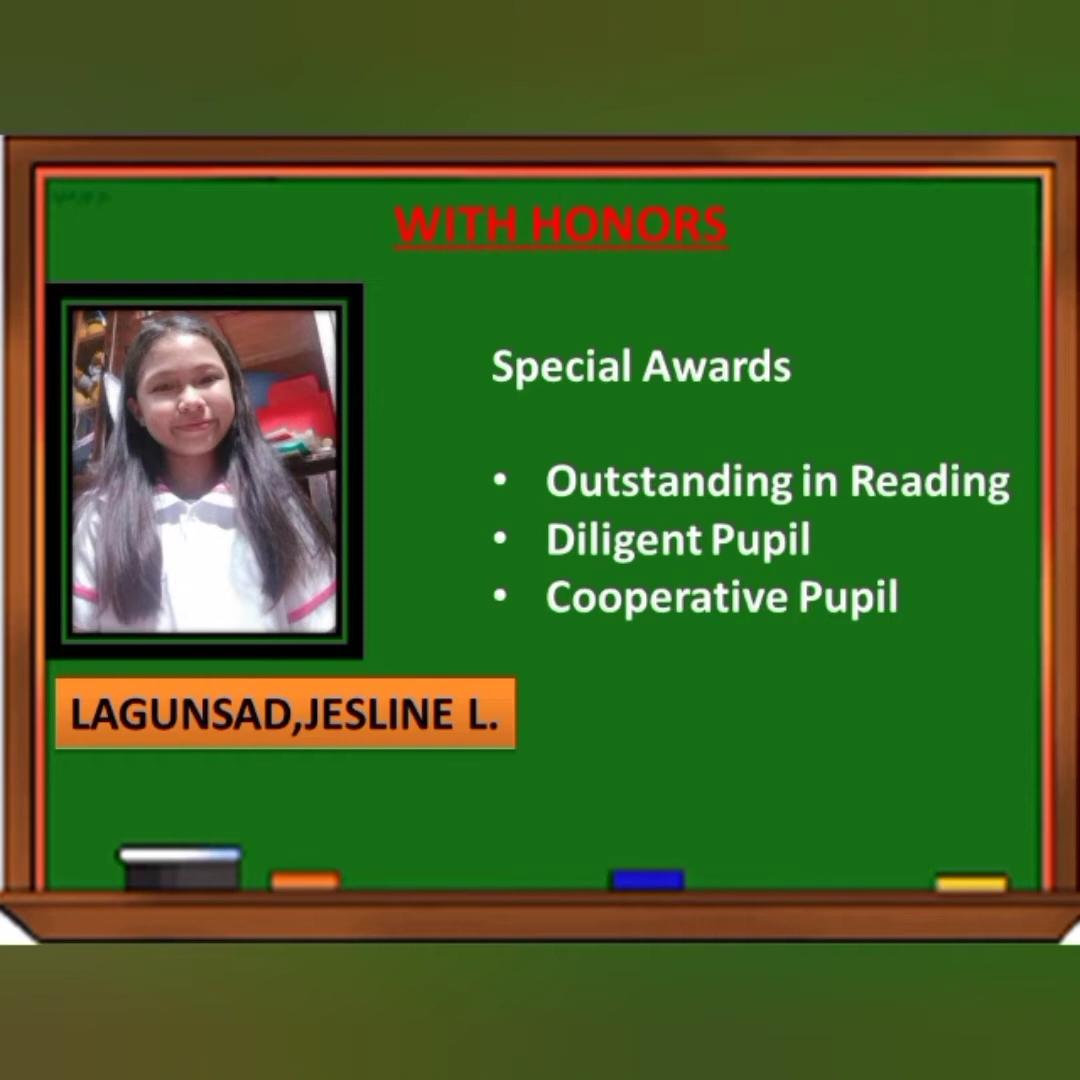 WITH HONORS
Special Awards
• Outstanding in Reading
• Diligent Pupil
• Cooperative Pupil
LAGUNSAD,JESLINE L.